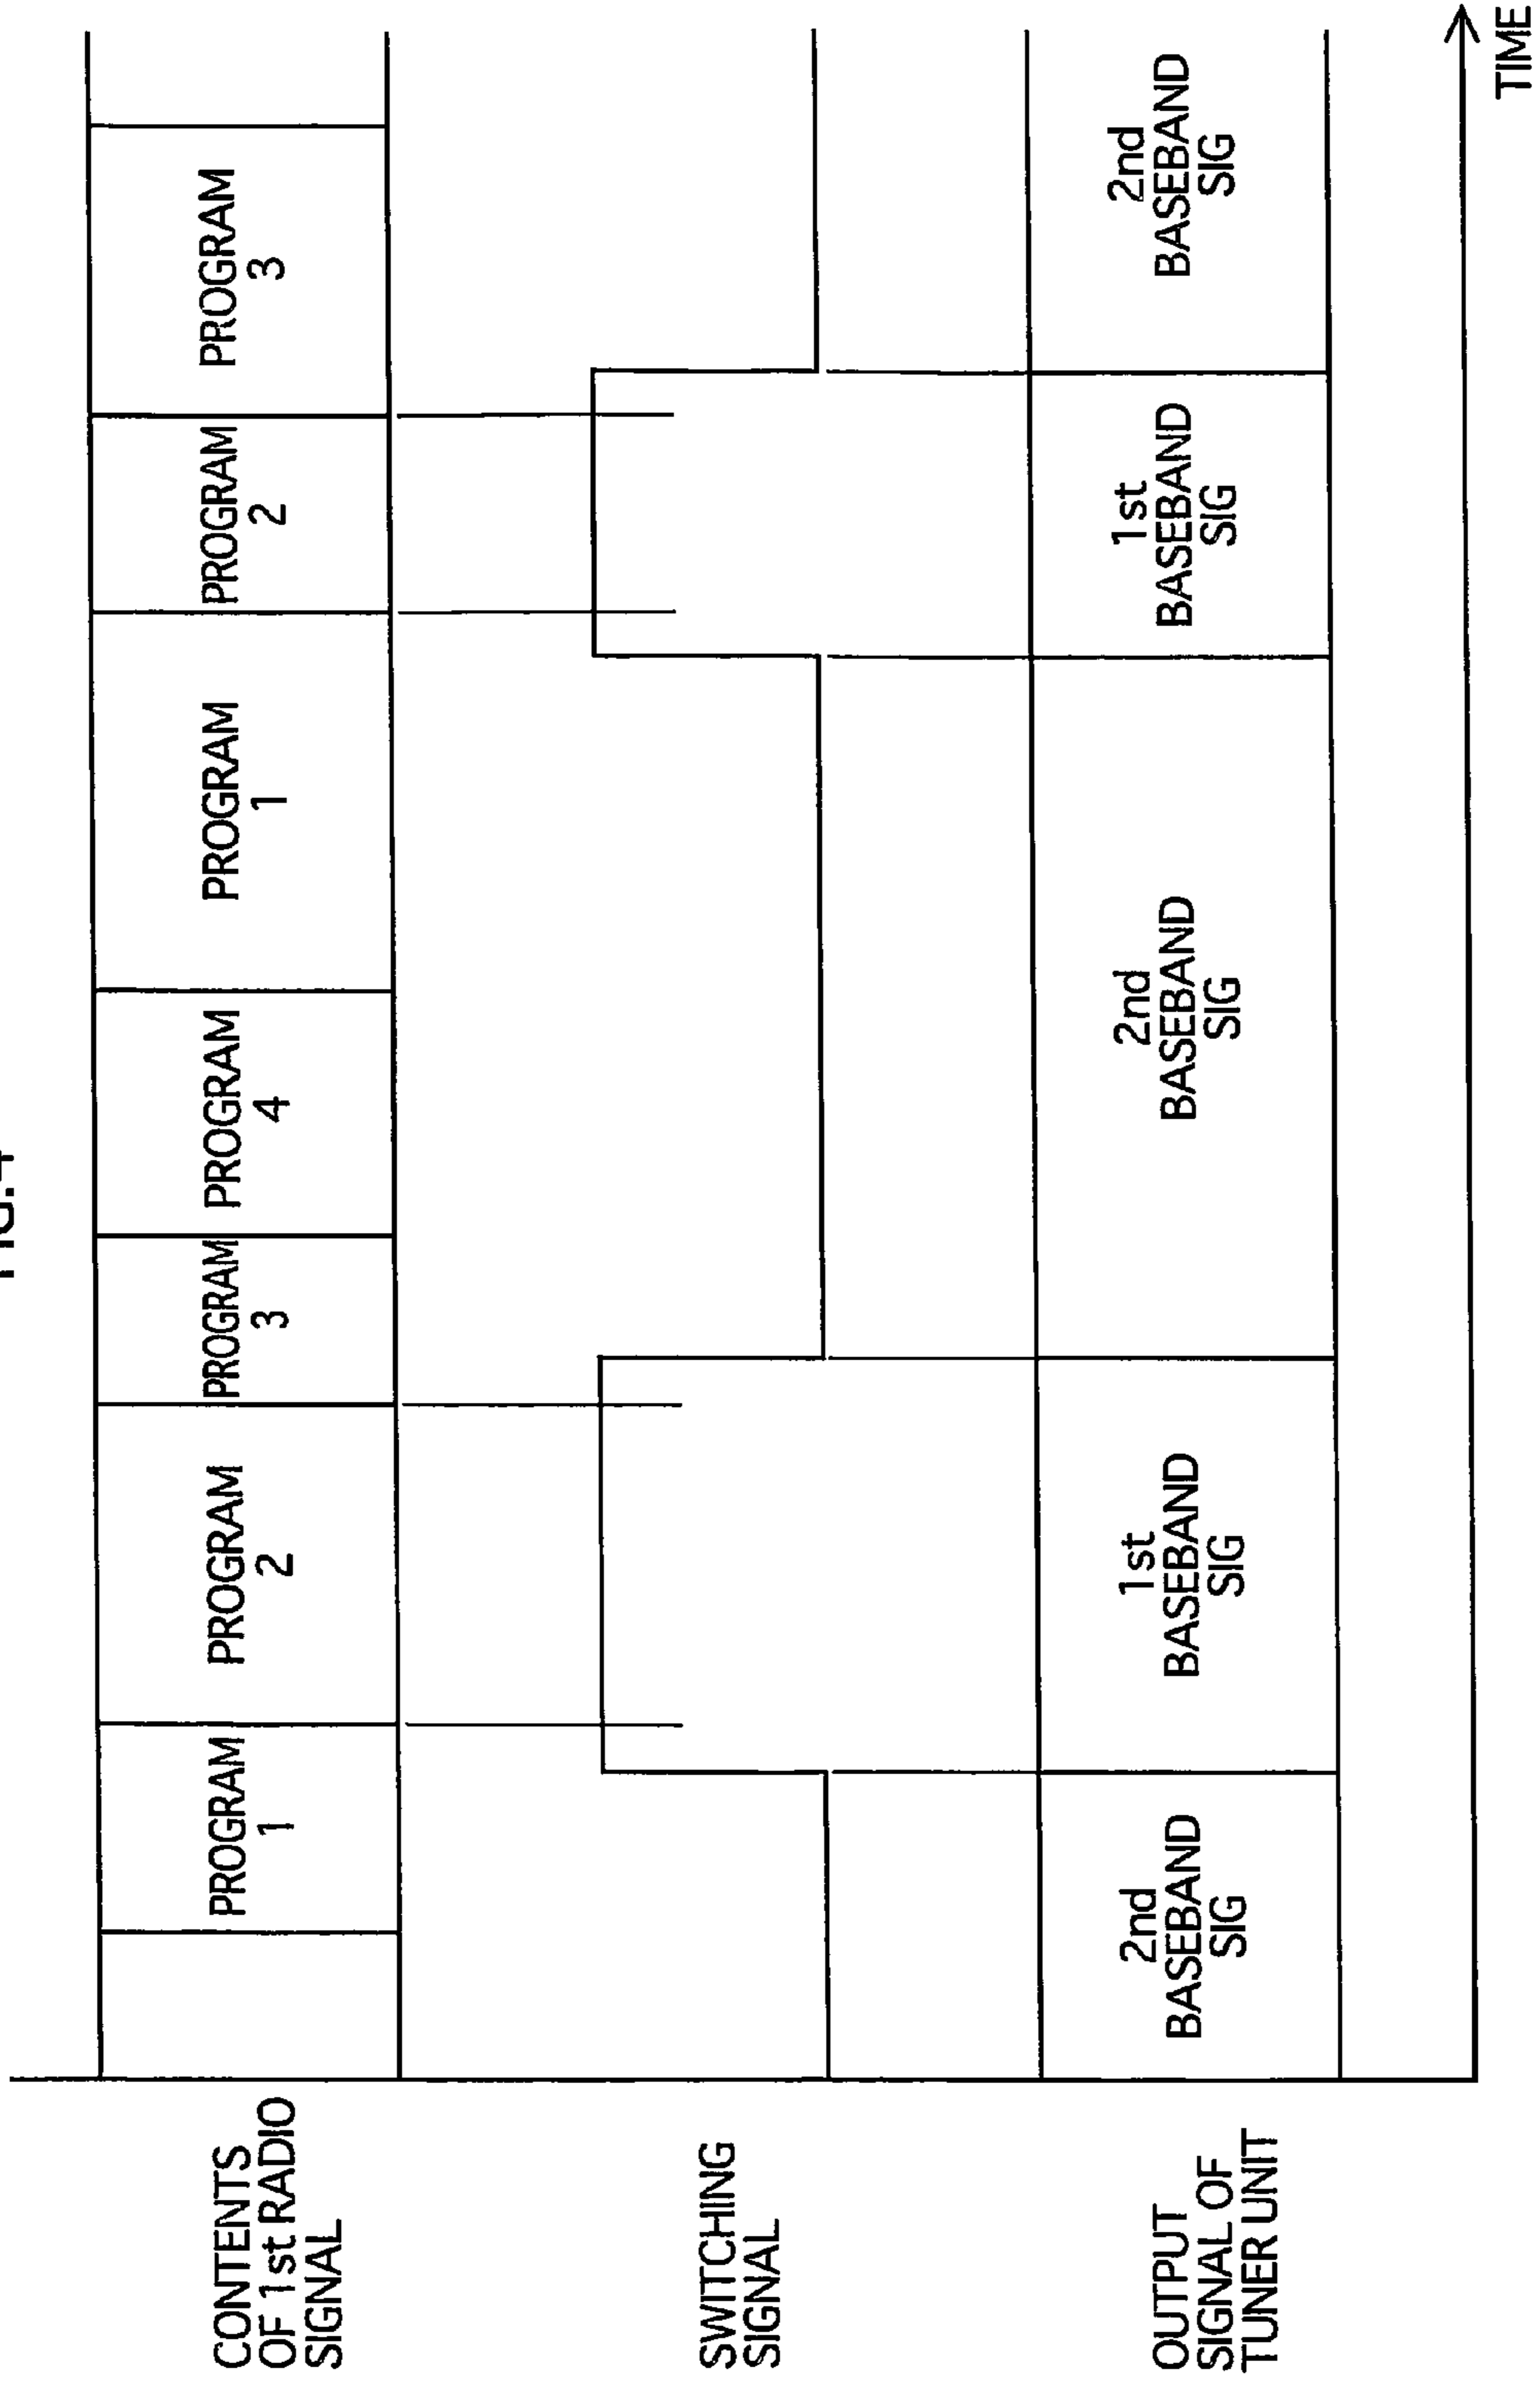 FIG.4
CONTENTS
OF 1st RADIO
SIGNAL
PROGRAM
1
PROGRAM
2
PROGRAM
3
PROGRAM
4
PROGRAM
1
PROGRAM
2
PROGRAM
3
SWITCHING
SIGNAL
OUTPUT
SIGNAL OF
TUNER UNIT
2nd
BASEBAND
SIG
1st
BASEBAND
SIG
2nd
BASEBAND
SIG
1st
BASEBAND
SIG
2nd
BASEBAND
SIG
TIME